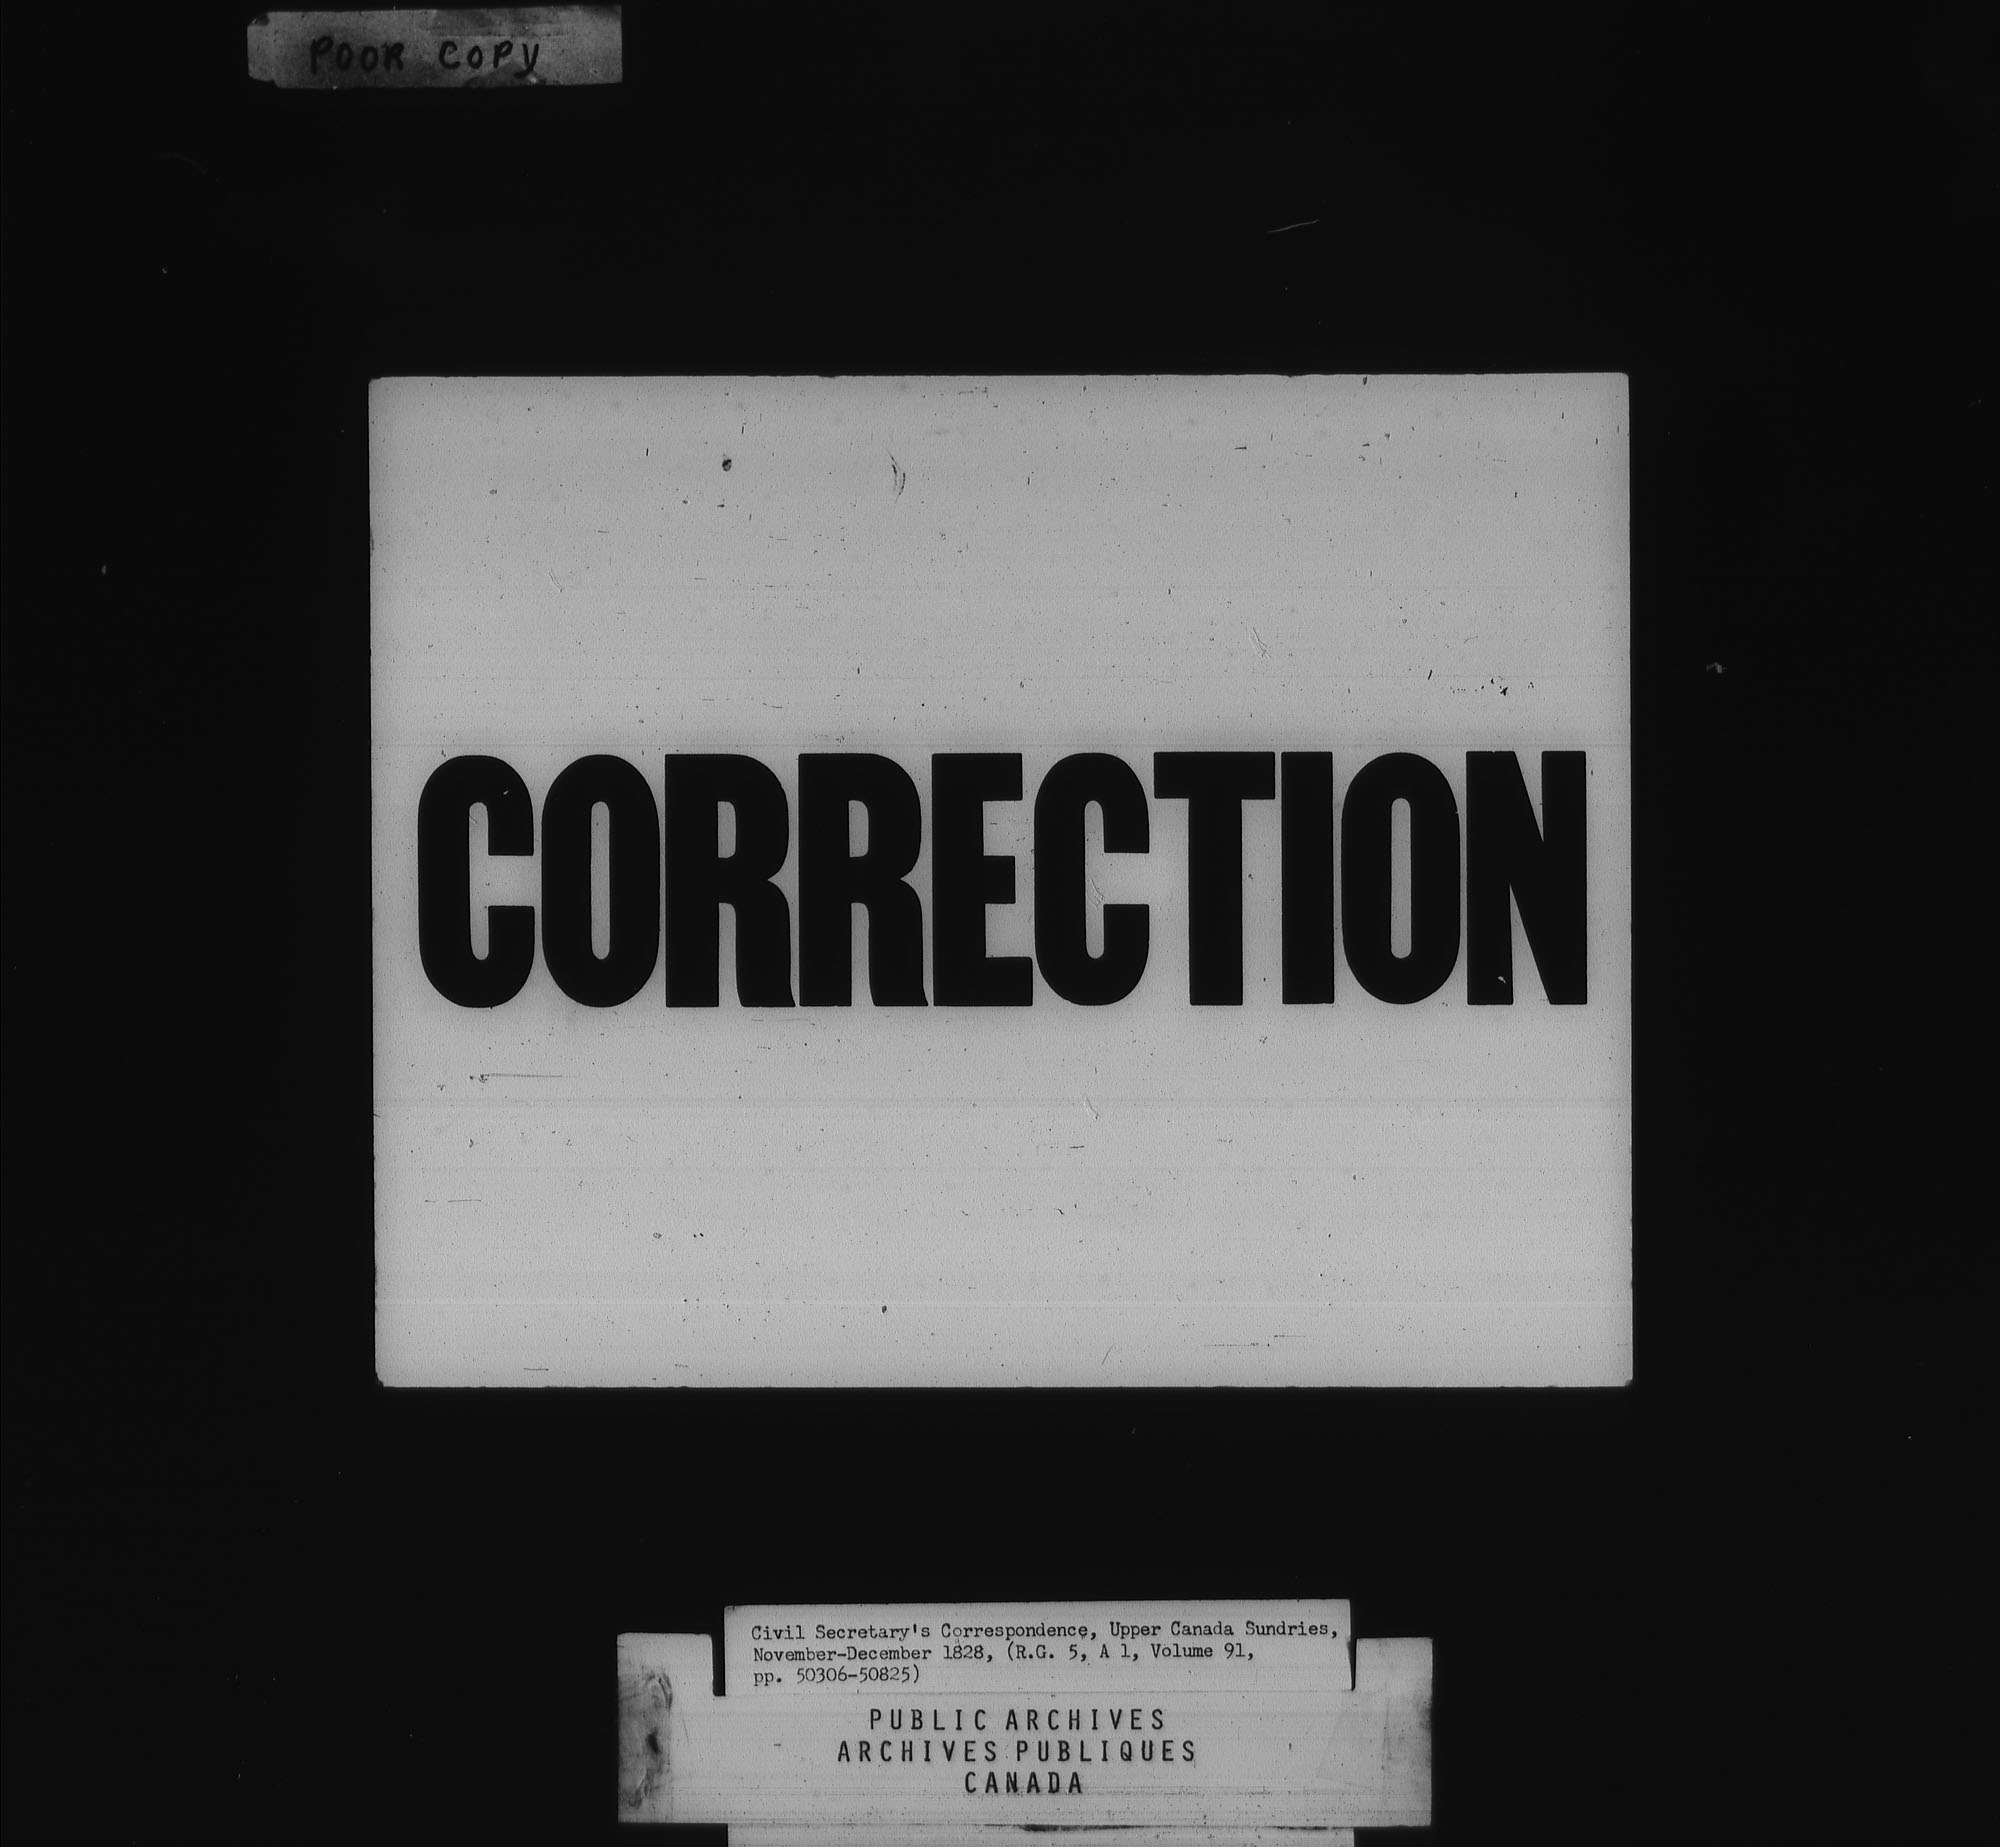 POOR COPY
CORRECTION
Civil Secretary's Correspondence, Upper Canada Sundries,
November-December 1828, (R.G. 5, A 1, Volume 91,
pp. 50306-50825)
PUBLIC ARCHIVES
ARCHIVES PUBLIQUES
CANADA